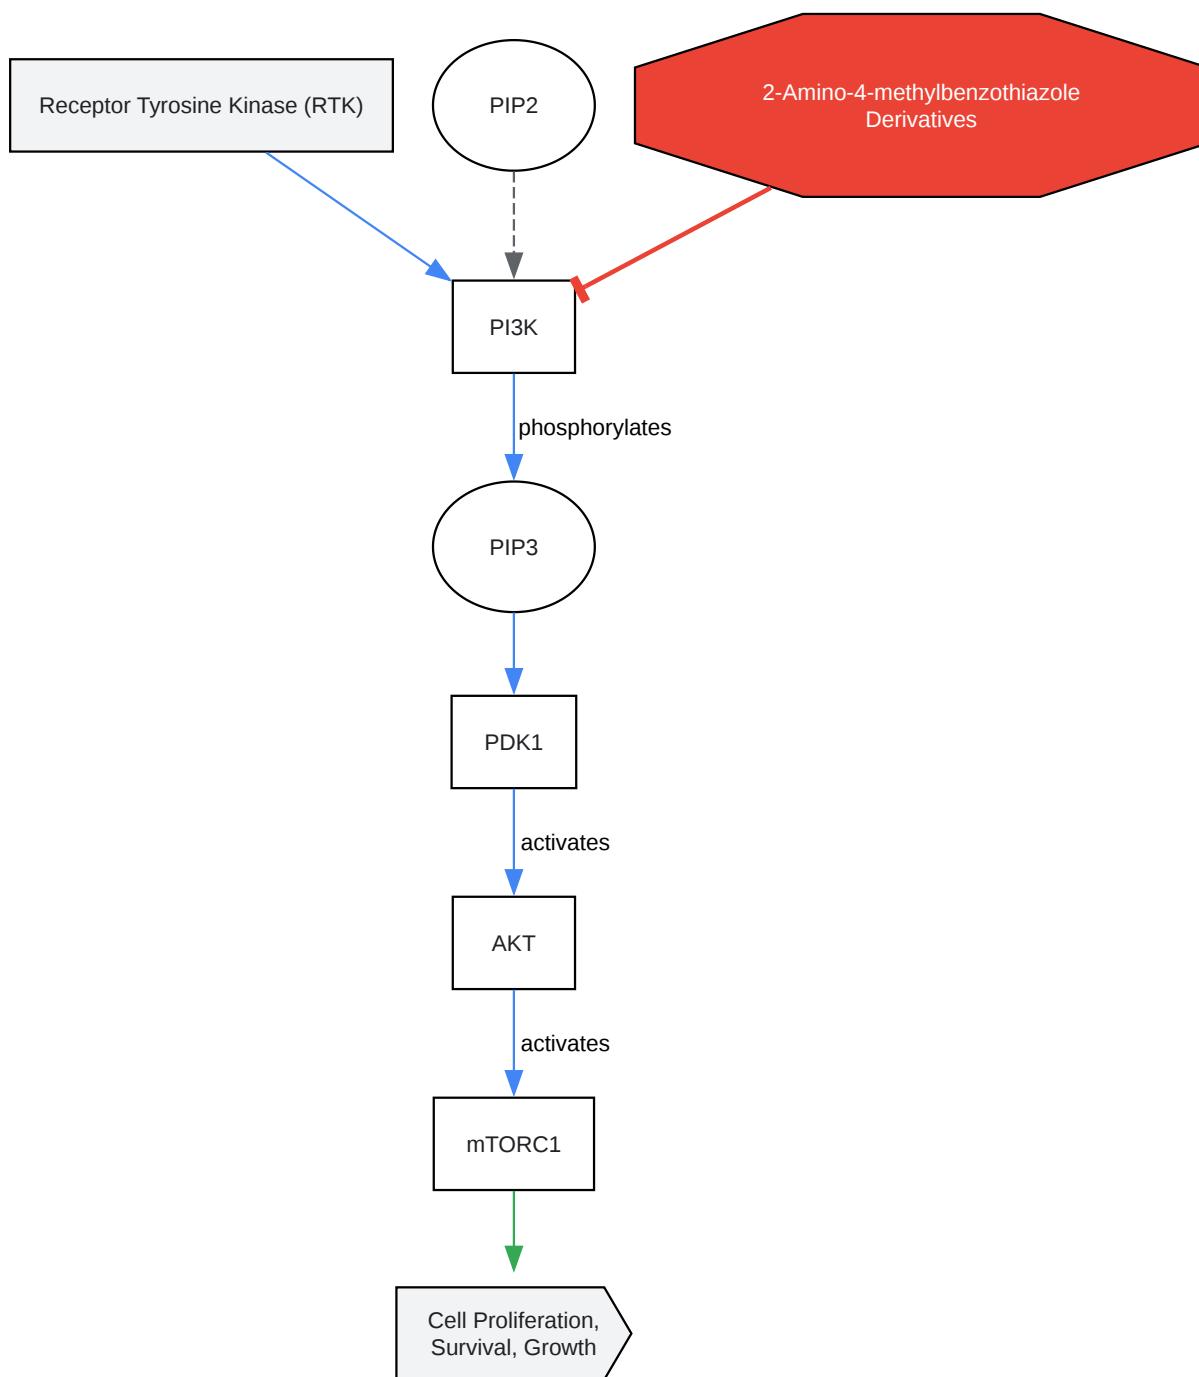 Receptor Tyrosine Kinase (RTK)
PIP2
2-Amino-4-methylbenzothiazole
Derivatives
PI3K
phosphorylates
PIP3
PDK1
activates
AKT
activates
mTORC1
Cell Proliferation,
Survival, Growth